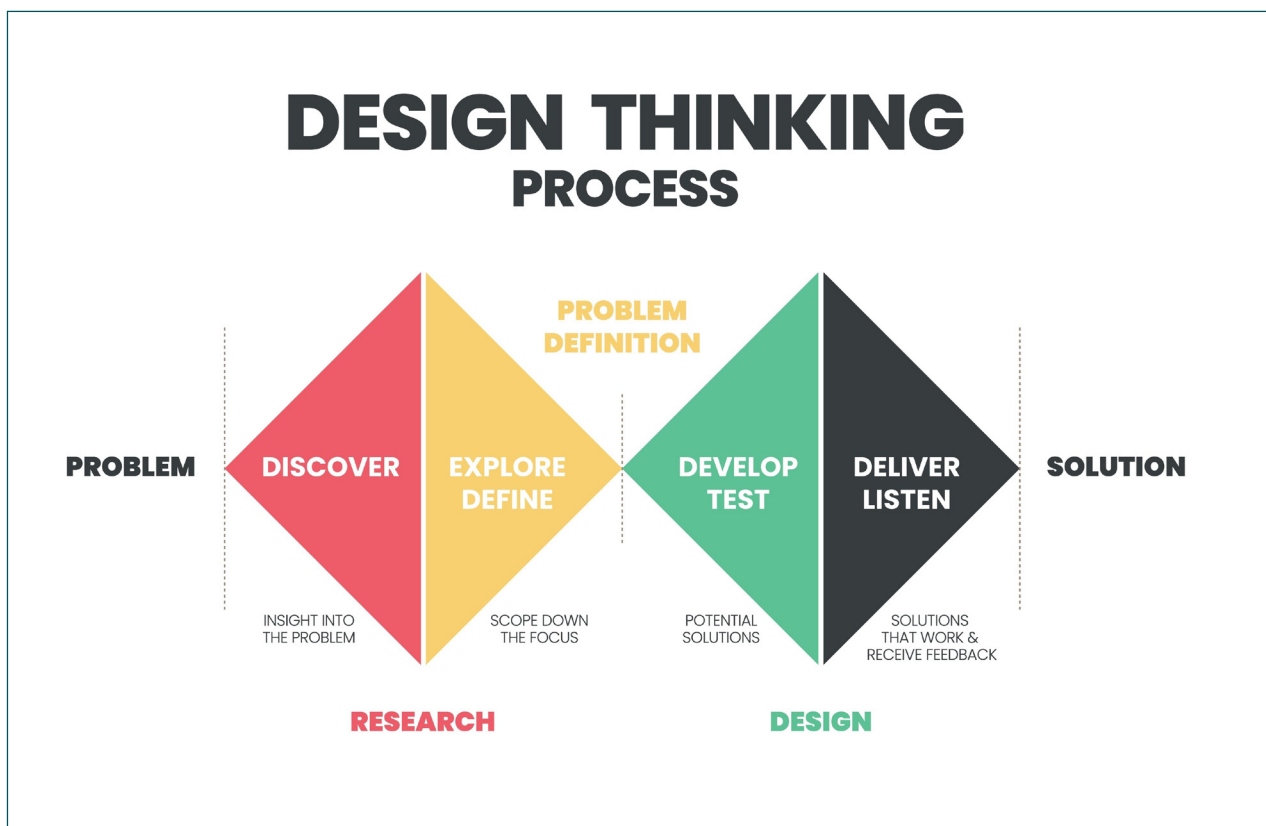 DESIGN THINKING
PROCESS
PROBLEM
DEFINITION
PROBLEM
DISCOVER
EXPLORE
DEFINE
DEVELOP
TEST
DELIVER
LISTEN
SOLUTION
INSIGHT INTO
THE PROBLEM
SCOPE DOWN
THE FOCUS
POTENTIAL
SOLUTIONS
SOLUTIONS
THAT WORK &
RECEIVE FEEDBACK
RESEARCH
DESIGN